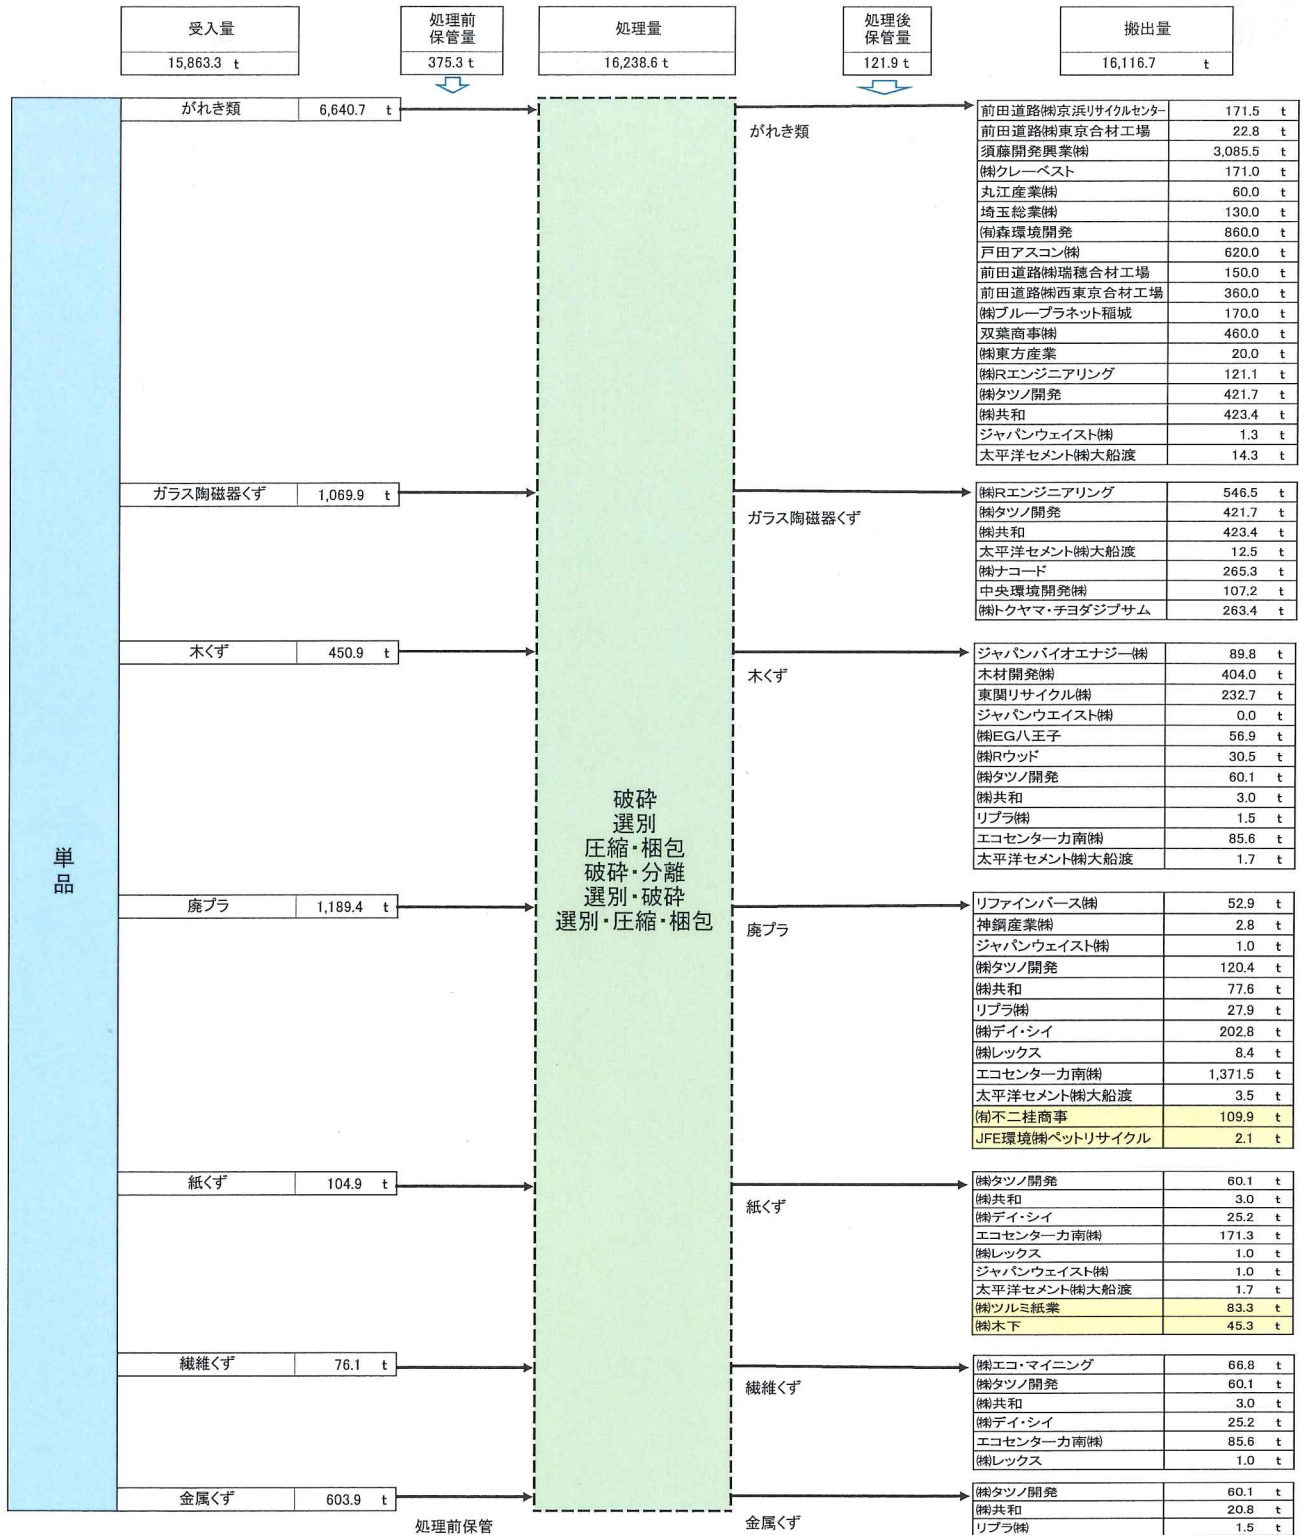 受入量
15,863.3 t
処理前
保管量
375.3 t
処理量
16,238.6 t
処理後
保管量
121.9 t
搬出量
16,116.7 t
単品
がれき類 6,640.7 t
がれき類
前田道路㈱京浜リサイクルセンター 171.5 t
前田道路㈱東京合材工場 22.8 t
須藤開発興業㈱ 3,085.5 t
㈱クレーベスト 171.0 t
丸江産業㈱ 60.0 t
埼玉総業㈱ 130.0 t
㈲森環境開発 860.0 t
戸田アスコン㈱ 620.0 t
前田道路㈱瑞穂合材工場 150.0 t
前田道路㈱西東京合材工場 360.0 t
㈱ブループラネット稲城 170.0 t
双葉商事㈱ 460.0 t
㈱東方産業 20.0 t
㈱Rエンジニアリング 121.1 t
㈱タツノ開発 421.7 t
㈱共和 423.4 t
ジャパンウェイスト㈱ 1.3 t
太平洋セメント㈱大船渡 14.3 t
ガラス陶磁器くず 1,069.9 t
ガラス陶磁器くず
㈱Rエンジニアリング 546.5 t
㈱タツノ開発 421.7 t
㈱共和 423.4 t
太平洋セメント㈱大船渡 12.5 t
㈱ナコード 265.3 t
中央環境開発㈱ 107.2 t
㈱トクヤマ・チヨダジプサム 263.4 t
木くず 450.9 t
木くず
ジャパンバイオエナジー㈱ 89.8 t
木材開発㈱ 404.0 t
東関リサイクル㈱ 232.7 t
ジャパンウエイスト㈱ 0.0 t
㈱EG八王子 56.9 t
㈱Rウッド 30.5 t
㈱タツノ開発 60.1 t
㈱共和 3.0 t
リプラ㈱ 1.5 t
エコセンター力南㈱ 85.6 t
太平洋セメント㈱大船渡 1.7 t
破砕
選別
圧縮・梱包
破砕・分離
選別・破砕
選別・圧縮・梱包
廃プラ 1,189.4 t
廃プラ
リファインバース㈱ 52.9 t
神鋼産業㈱ 2.8 t
ジャパンウェイスト㈱ 1.0 t
㈱タツノ開発 120.4 t
㈱共和 77.6 t
リプラ㈱ 27.9 t
㈱デイ・シイ 202.8 t
㈱レックス 8.4 t
エコセンター力南㈱ 1,371.5 t
太平洋セメント㈱大船渡 3.5 t
㈲不二桂商事 109.9 t
JFE環境㈱ペットリサイクル 2.1 t
紙くず 104.9 t
紙くず
㈱タツノ開発 60.1 t
㈱共和 3.0 t
㈱デイ・シイ 25.2 t
エコセンター力南㈱ 171.3 t
㈱レックス 1.0 t
ジャパンウェイスト㈱ 1.0 t
太平洋セメント㈱大船渡 1.7 t
㈱ツルミ紙業 83.3 t
㈱木下 45.3 t
繊維くず 76.1 t
繊維くず
㈱エコ・マイニング 66.8 t
㈱タツノ開発 60.1 t
㈱共和 3.0 t
㈱デイ・シイ 25.2 t
エコセンター力南㈱ 85.6 t
㈱レックス 1.0 t
金属くず 603.9 t
処理前保管
金属くず
㈱タツノ開発 60.1 t
㈱共和 20.8 t
リプラ㈱ 1.5 t